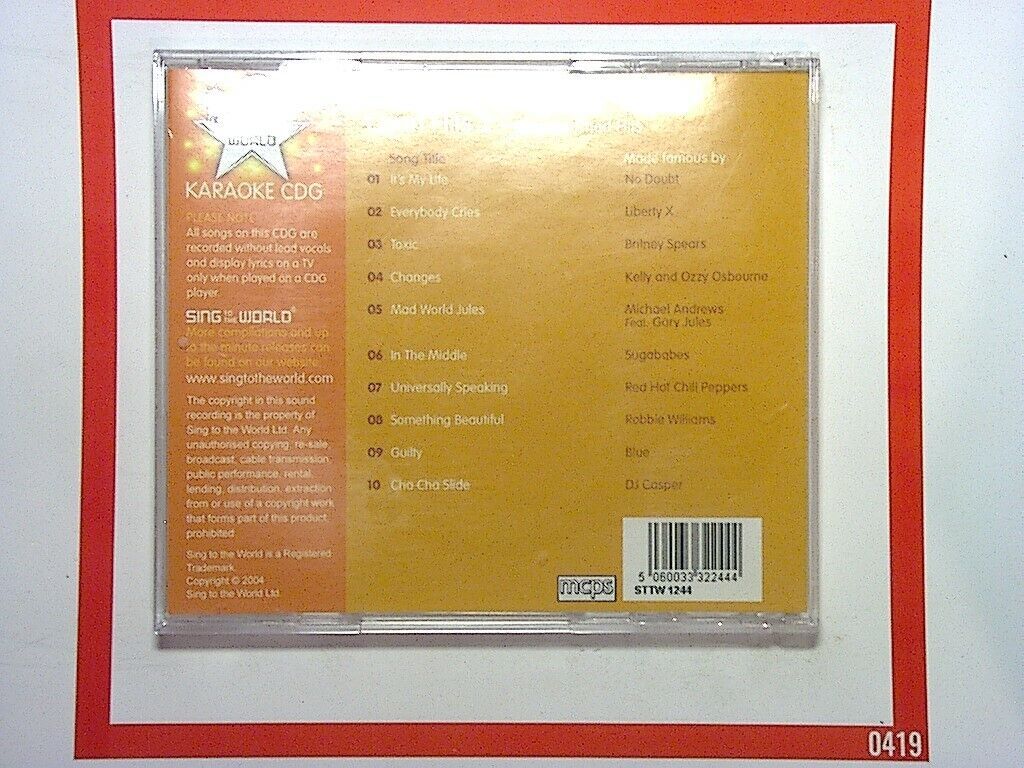 WORLD
KARAOKE CDG
PLEASE NOTE
All songs on this CDG are
recorded without lead vocals
and display lyrics on a TV
only when played on a CDG
player
SING TO THE WORLD®
More compilations and up
to the minute releases can
be found on our website
www.singtotheworld.com
The copyright in this sound
recording is the property of
Sing to the World Ltd. Any
unauthorised copying, re-sale,
broadcast, cable transmission,
public performance, rental,
lending, distribution, extraction
from or use of a copyright work
that forms part of this product,
prohibited
Sing to the World is a Registered
Trademark
Copyright © 2004
Sing to the World Ltd
Song Title Made famous by
01 It's My Life No Doubt
02 Everybody Cries Liberty X
03 Toxic Britney Spears
04 Changes Kelly and Ozzy Osbourne
05 Mad World Jules Michael Andrews
Feat. Gary Jules
06 In The Middle Sugababes
07 Universally Speaking Red Hot Chili Peppers
08 Something Beautiful Robbie Williams
09 Guilty Blue
10 Cha Cha Slide DJ Casper
mcps
5 060033 322444
STTW 1244
0419